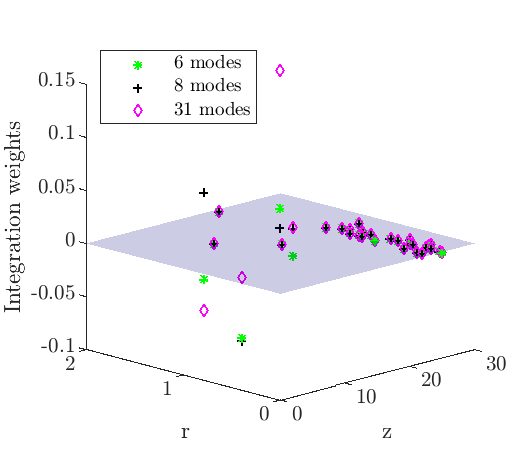 6 modes
8 modes
31 modes
0.15
0.1
0.05
0
-0.05
-0.1
Integration weights
2
1
0
r
0
10
20
30
z